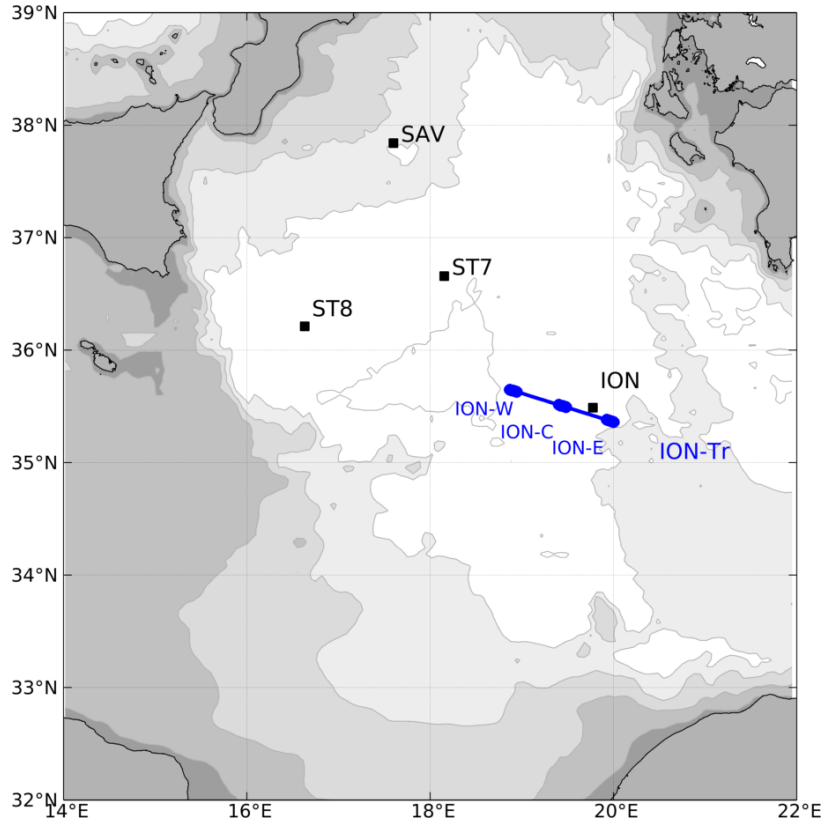 39°N
38°N
37°N
36°N
35°N
34°N
33°N
32°N
SAV
ST7
ST8
ION
ION-W
ION-C
ION-E
ION-Tr
14°E
16°E
18°E
20°E
22°E